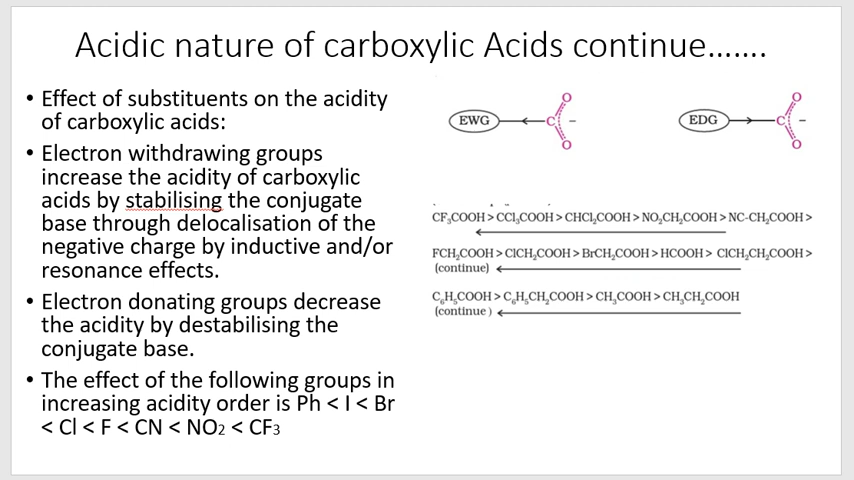 Acidic nature of carboxylic Acids continue.......
• Effect of substituents on the acidity
of carboxylic acids:
• Electron withdrawing groups
increase the acidity of carboxylic
acids by stabilising the conjugate
base through delocalisation of the
negative charge by inductive and/or
resonance effects.
• Electron donating groups decrease
the acidity by destabilising the
conjugate base.
• The effect of the following groups in
increasing acidity order is Ph < I < Br
< Cl < F < CN < NO2 < CF3
EWG C O O −
EDG C O O −
CF₃COOH > CCl₃COOH > CHCl₂COOH > NO₂CH₂COOH > NC-CH₂COOH >
FCH₂COOH > ClCH₂COOH > BrCH₂COOH > HCOOH > ClCH₂CH₂COOH >
(continue)
C₆H₅COOH > C₆H₅CH₂COOH > CH₃COOH > CH₃CH₂COOH
(continue )